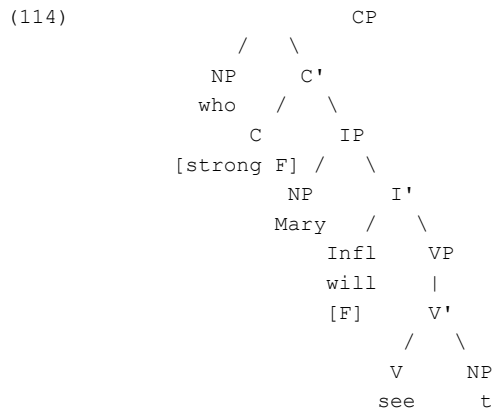 (114) CP
/ \
NP C'
who / \
C IP
[strong F] / \
NP I'
Mary / \
Infl VP
will |
[F] V'
/ \
V NP
see t